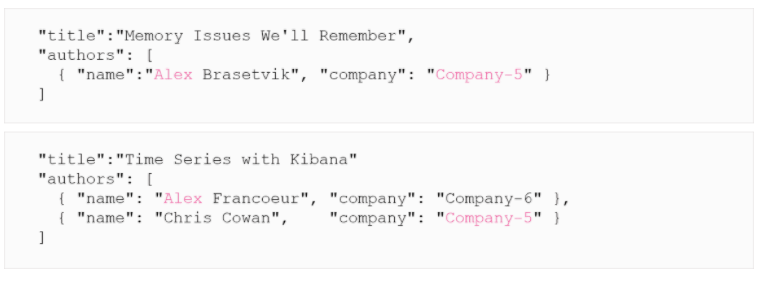 "title":"Memory Issues We'll Remember",
"authors": [
{ "name":"Alex Brasetvik", "company": "Company-5" }
]
"title":"Time Series with Kibana"
"authors": [
{ "name": "Alex Francoeur", "company": "Company-6" },
{ "name": "Chris Cowan", "company": "Company-5" }
]